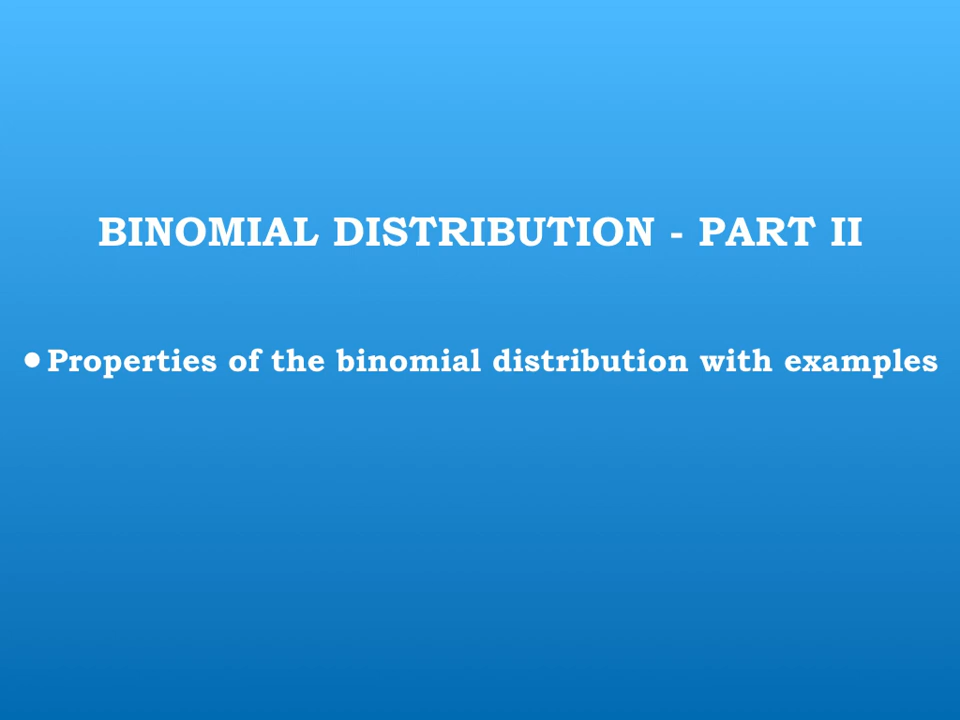 BINOMIAL DISTRIBUTION - PART II
• Properties of the binomial distribution with examples